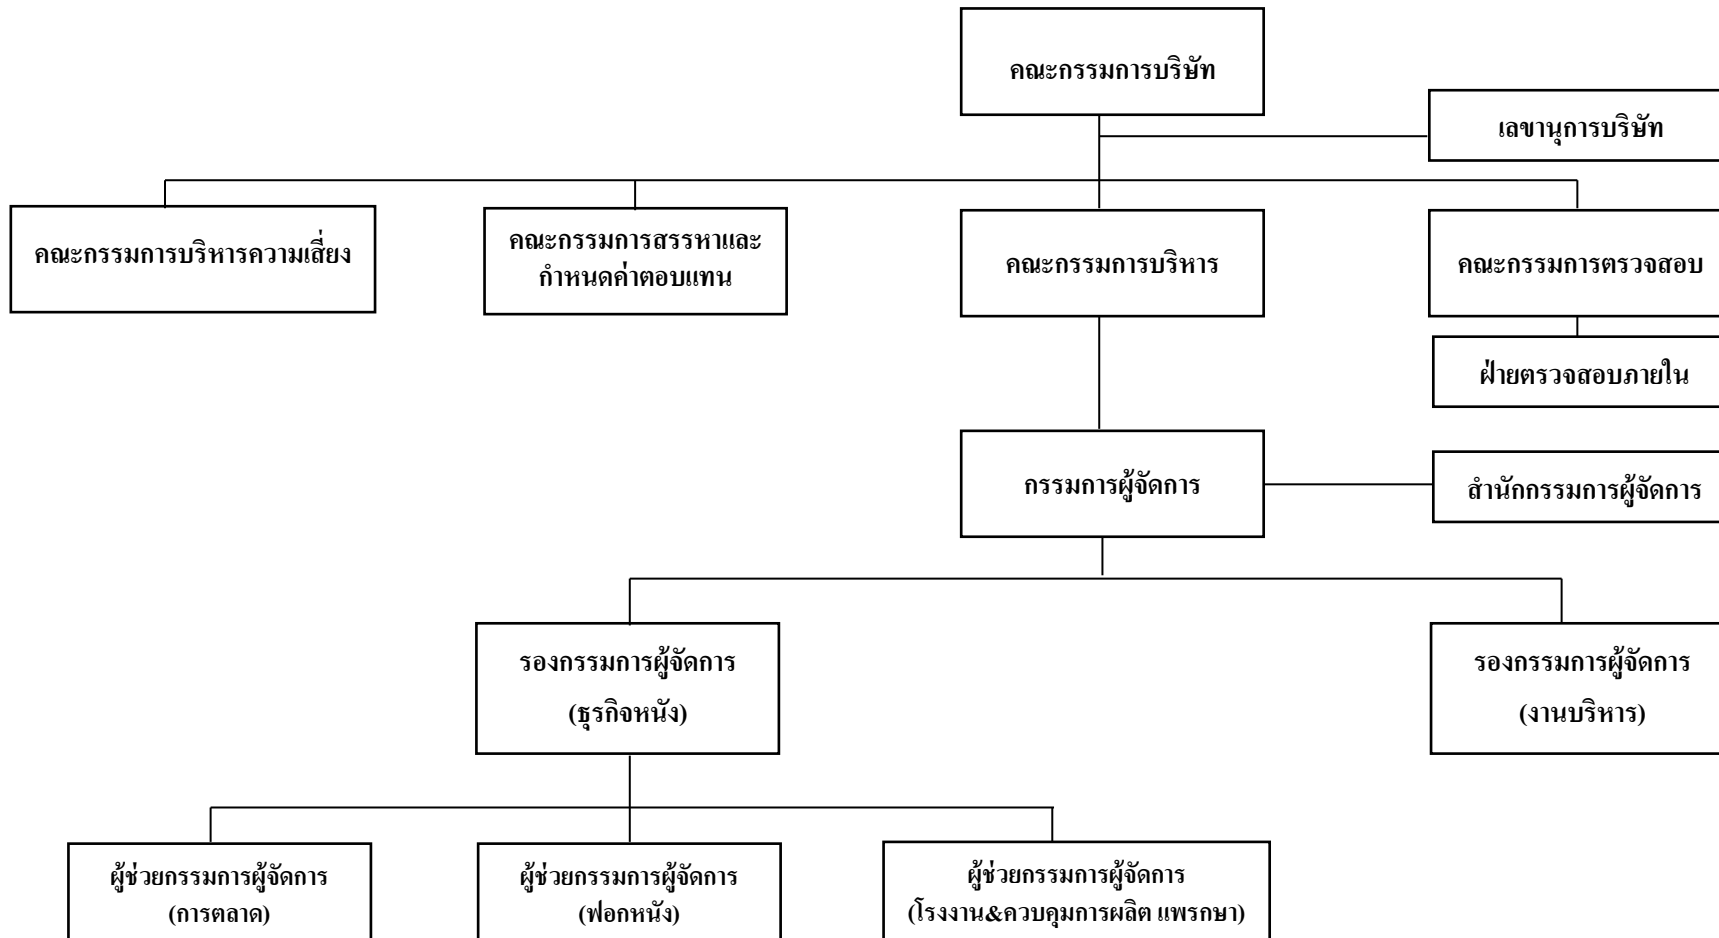 คณะกรรมการบริษัท
เลขานุการบริษัท
คณะกรรมการบริหารความเสี่ยง
คณะกรรมการสรรหาและ
กำหนดค่าตอบแทน
คณะกรรมการบริหาร
คณะกรรมการตรวจสอบ
ฝ่ายตรวจสอบภายใน
กรรมการผู้จัดการ
สำนักกรรมการผู้จัดการ
รองกรรมการผู้จัดการ
(ธุรกิจหนัง)
รองกรรมการผู้จัดการ
(งานบริหาร)
ผู้ช่วยกรรมการผู้จัดการ
(การตลาด)
ผู้ช่วยกรรมการผู้จัดการ
(ฟอกหนัง)
ผู้ช่วยกรรมการผู้จัดการ
(โรงงาน&ควบคุมการผลิต แพรกษา)